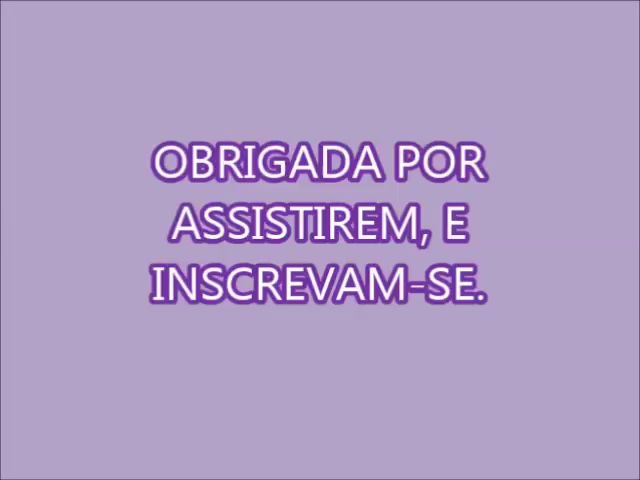 OBRIGADA POR
ASSISTIREM, E
INSCREVAM-SE.